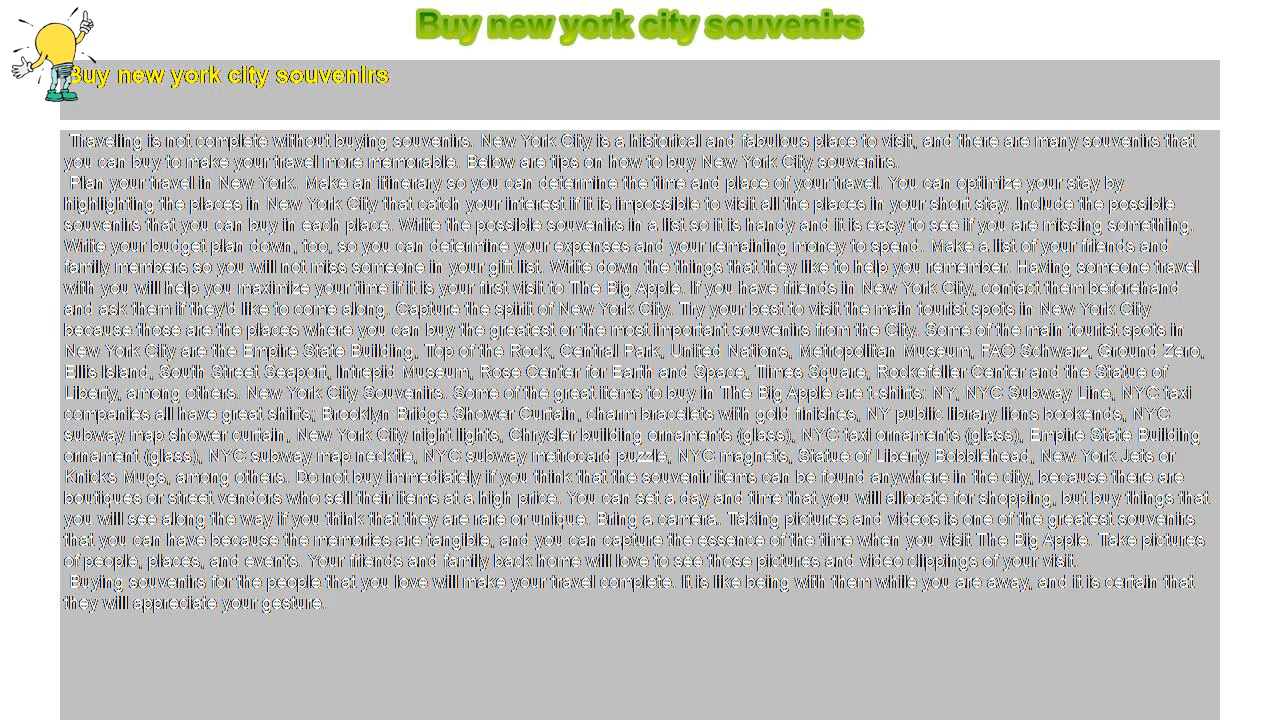 Buy new york city souvenirs
Buy new york city souvenirs
Traveling is not complete without buying souvenirs. New York City is a historical and fabulous place to visit, and there are many souvenirs that
you can buy to make your travel more memorable. Below are tips on how to buy New York City souvenirs.
Plan your travel in New York. Make an itinerary so you can determine the time and place of your travel. You can optimize your stay by
highlighting the places in New York City that catch your interest if it is impossible to visit all the places in your short stay. Include the possible
souvenirs that you can buy in each place. Write the possible souvenirs in a list so it is handy and it is easy to see if you are missing something.
Write your budget plan down, too, so you can determine your expenses and your remaining money to spend. Make a list of your friends and
family members so you will not miss someone in your gift list. Write down the things that they like to help you remember. Having someone travel
with you will help you maximize your time if it is your first visit to The Big Apple. If you have friends in New York City, contact them beforehand
and ask them if they'd like to come along. Capture the spirit of New York City. Try your best to visit the main tourist spots in New York City
because those are the places where you can buy the greatest or the most important souvenirs from the City. Some of the main tourist spots in
New York City are the Empire State Building, Top of the Rock, Central Park, United Nations, Metropolitan Museum, FAO Schwarz, Ground Zero,
Ellis Island, South Street Seaport, Intrepid Museum, Rose Center for Earth and Space, Times Square, Rockefeller Center and the Statue of
Liberty, among others. New York City Souvenirs. Some of the great items to buy in The Big Apple are t-shirts: NY, NYC Subway Line, NYC taxi
companies all have great shirts; Brooklyn Bridge Shower Curtain, charm bracelets with gold finishes, NY public library lions bookends, NYC
subway map shower curtain, New York City night lights, Chrysler building ornaments (glass), NYC taxi ornaments (glass), Empire State Building
ornament (glass), NYC subway map necktie, NYC subway metrocard puzzle, NYC magnets, Statue of Liberty Bobblehead, New York Jets or
Knicks Mugs, among others. Do not buy immediately if you think that the souvenir items can be found anywhere in the city, because there are
boutiques or street vendors who sell their items at a high price. You can set a day and time that you will allocate for shopping, but buy things that
you will see along the way if you think that they are rare or unique. Bring a camera. Taking pictures and videos is one of the greatest souvenirs
that you can have because the memories are tangible, and you can capture the essence of the time when you visit The Big Apple. Take pictures
of people, places, and events. Your friends and family back home will love to see those pictures and video clippings of your visit.
Buying souvenirs for the people that you love will make your travel complete. It is like being with them while you are away, and it is certain that
they will appreciate your gesture.